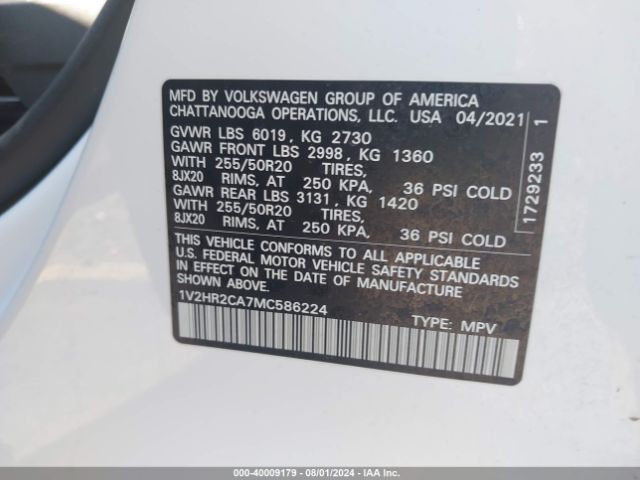 MFD BY VOLKSWAGEN GROUP OF AMERICA
CHATTANOOGA OPERATIONS, LLC. USA 04/2021
GVWR LBS 6019, KG 2730
GAWR FRONT LBS 2998, KG 1360
WITH 255/50R20 TIRES,
8JX20 RIMS, AT 250 KPA, 36 PSI COLD
GAWR REAR LBS 3131, KG 1420
WITH 255/50R20 TIRES,
8JX20 RIMS, AT 250 KPA, 36 PSI COLD
THIS VEHICLE CONFORMS TO ALL APPLICABLE
U.S. FEDERAL MOTOR VEHICLE SAFETY STANDARDS
IN EFFECT ON THE DATE OF MANUFACTURE
SHOWN ABOVE.
1V2HR2CA7MC586224
TYPE: MPV
1729233 1
000-40009179 - 08/01/2024 - IAA Inc.